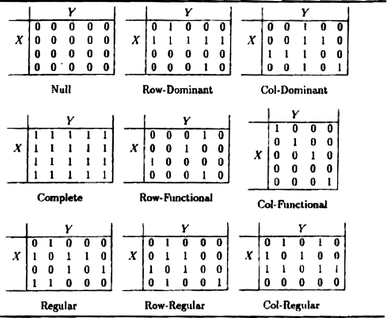 Y
0 0 0 0 0
X 0 0 0 0 0
0 0 0 0 0
0 0 0 0 0
Null
Y
0 1 0 0 0
X 1 1 1 1 1
0 0 0 0 0
0 0 0 1 0
Row-Dominant
Y
0 0 1 0 0
X 0 0 1 1 0
1 1 1 0 0
0 0 1 0 1
Col-Dominant
Y
1 1 1 1 1
X 1 1 1 1 1
1 1 1 1 1
1 1 1 1 1
Complete
Y
0 0 0 1 0
X 0 0 1 0 0
1 0 0 0 0
0 0 0 1 0
Row-Functional
Y
1 0 0 0
0 1 0 0
X 0 0 1 0
0 0 0 0
0 0 0 1
Col-Functional
Y
0 1 0 0 0
X 1 0 1 1 0
0 0 1 0 1
1 1 0 0 0
Regular
Y
0 1 0 0 0
X 0 1 1 0 0
1 0 1 0 0
0 1 0 0 1
Row-Regular
Y
0 1 0 1 0
X 1 0 1 0 0
1 1 0 1 1
0 0 0 0 0
Col-Regular